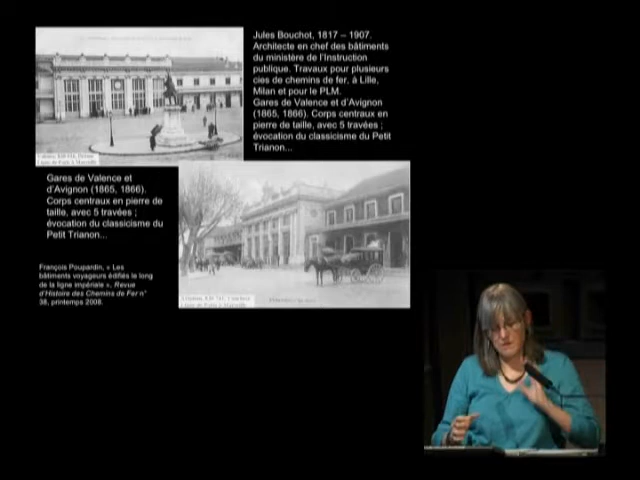 Jules Bouchot, 1817 – 1907.
Architecte en chef des bâtiments
du ministère de l'Instruction
publique. Travaux pour plusieurs
cies de chemins de fer, à Lille,
Milan et pour le PLM.
Gares de Valence et d'Avignon
(1865, 1866). Corps centraux en
pierre de taille, avec 5 travées ;
évocation du classicisme du Petit
Trianon...
Gares de Valence et
d'Avignon (1865, 1866).
Corps centraux en pierre de
taille, avec 5 travées ;
évocation du classicisme du
Petit Trianon...
François Poupardin, « Les
bâtiments voyageurs édifiés le long
de la ligne impériale », Revue
d'Histoire des Chemins de Fer n°
38, printemps 2008.